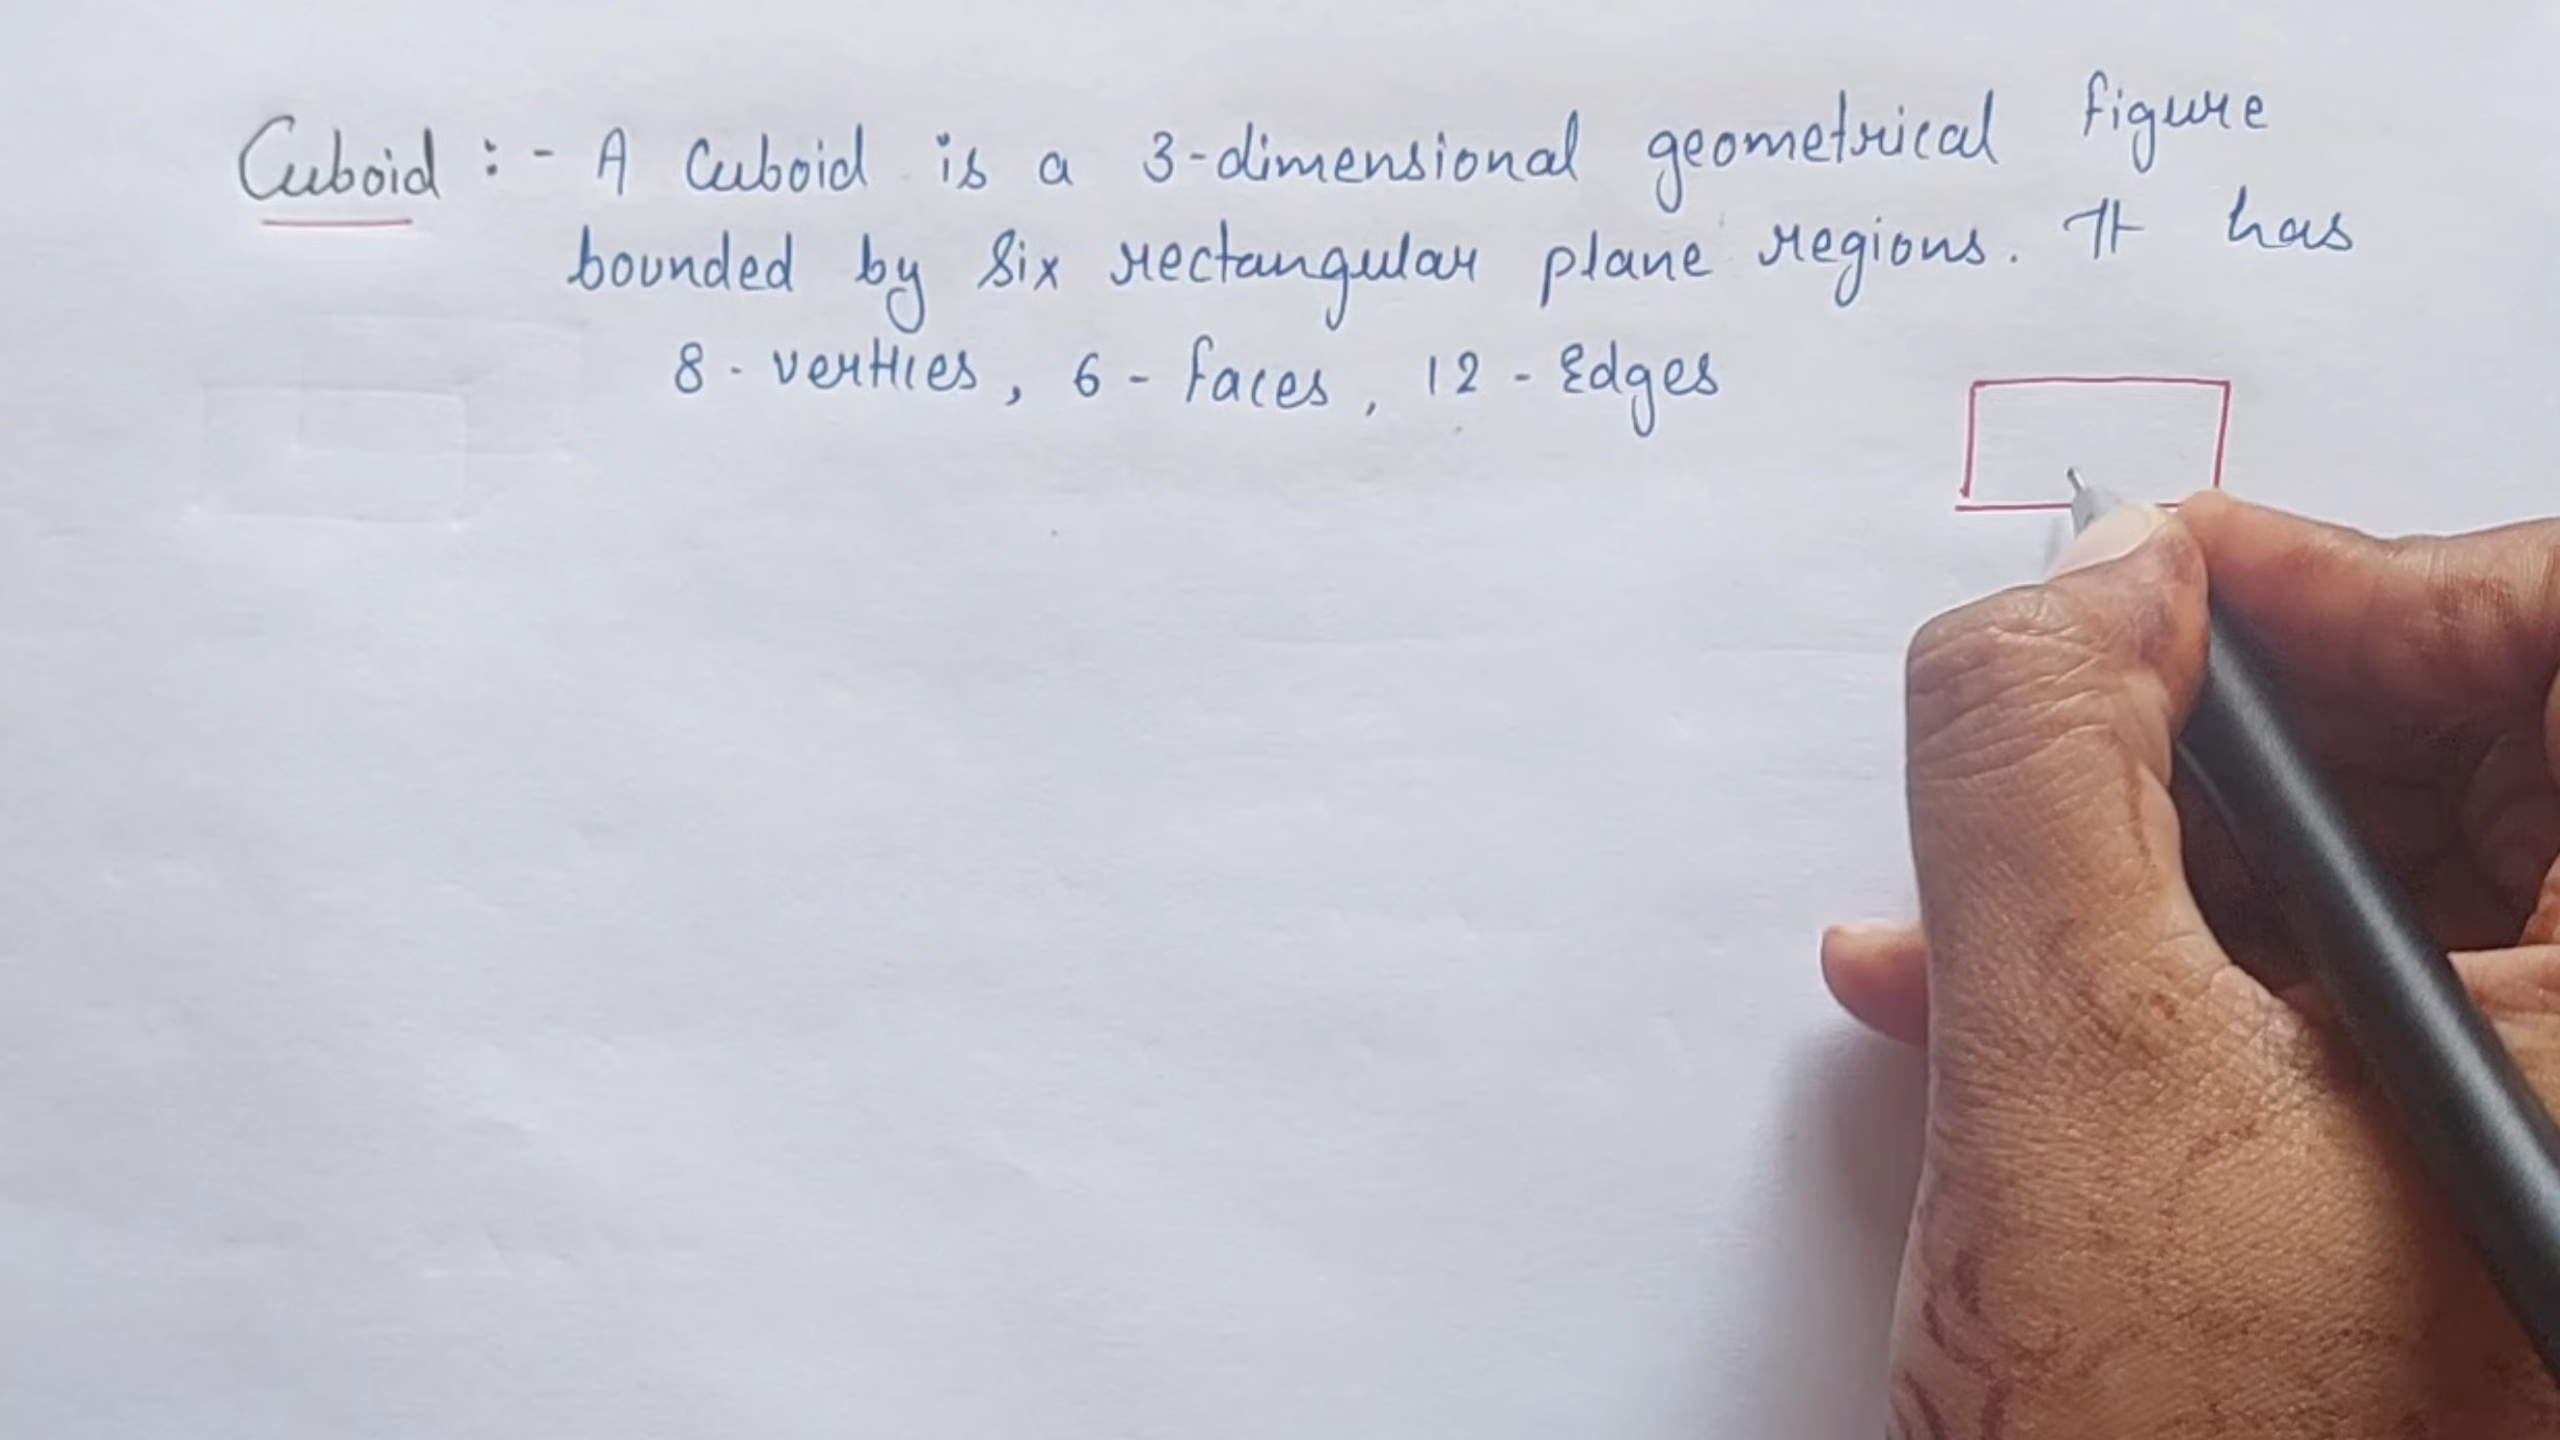 Cuboid :- A Cuboid is a 3-dimensional geometrical figure
bounded by six rectangular plane regions. It has
8 - verties, 6 - faces, 12 - Edges